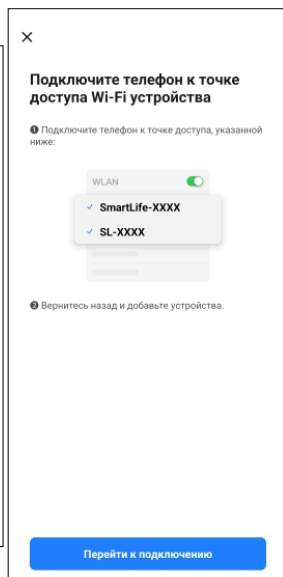 Подключите телефон к точке
доступа Wi-Fi устройства
❶ Подключите телефон к точке доступа, указанной
ниже:
WLAN
SmartLife-XXXX
SL-XXXX
❷ Вернитесь назад и добавьте устройства.
Перейти к подключению